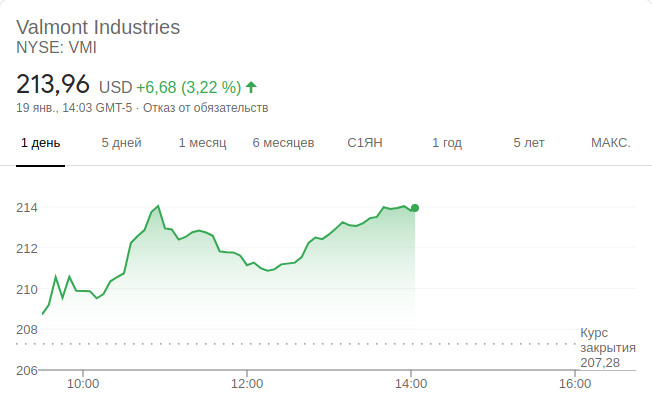 Valmont Industries
NYSE: VMI
213,96 USD +6,68 (3,22 %)
19 янв., 14:03 GMT-5 · Отказ от обязательств
1 день 5 дней 1 месяц 6 месяцев С1ЯН 1 год 5 лет МАКС.
214
212
210
208
Курс
закрытия
207,28
206
10:00 12:00 14:00 16:00